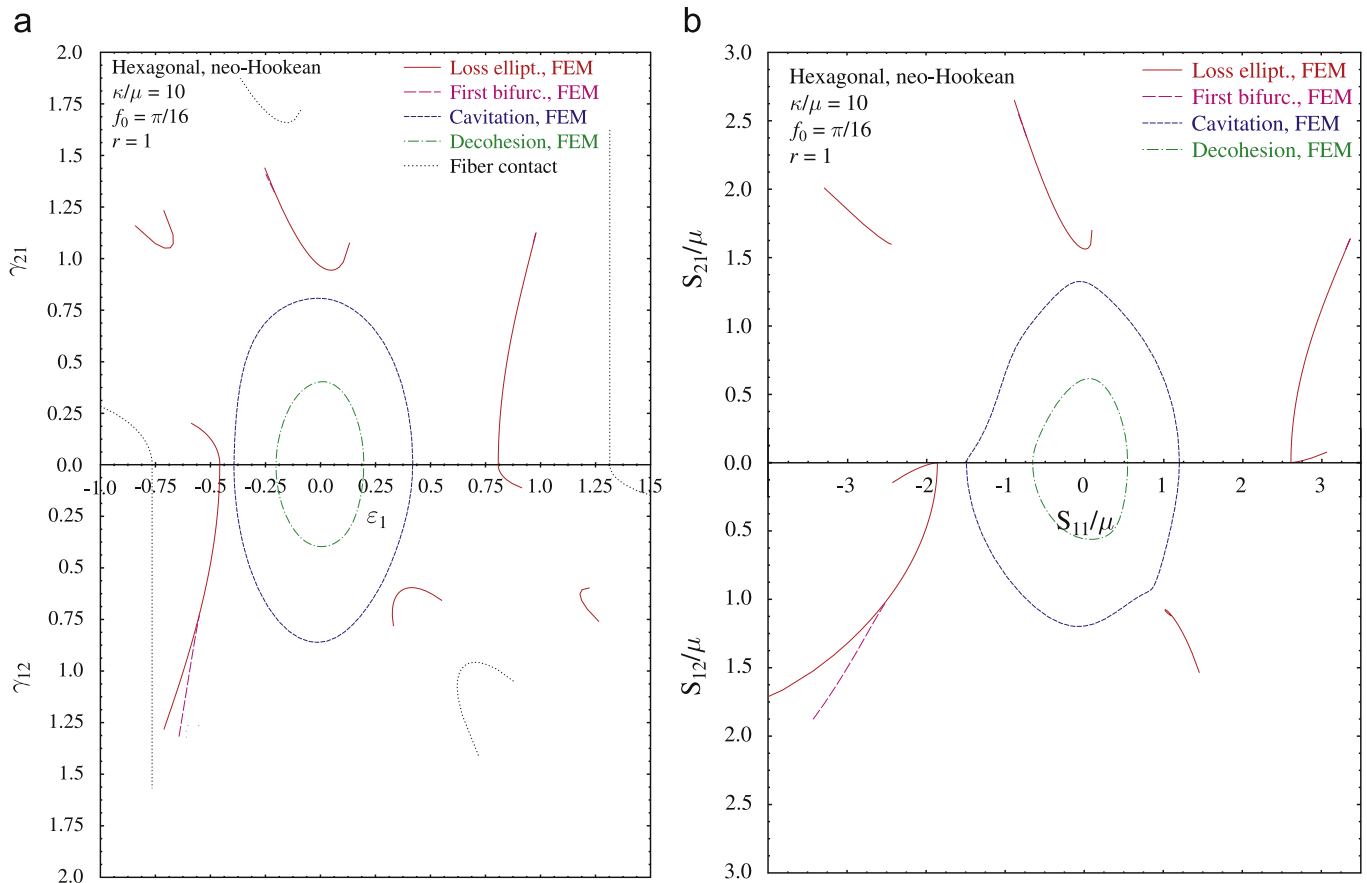 a
2.0
1.75
1.5
1.25
1.0
0.75
0.5
0.25
0.0
0.25
0.5
0.75
1.0
1.25
1.5
1.75
2.0
γ21
γ12
Hexagonal, neo-Hookean
κ/μ = 10
f0 = π/16
r = 1
Loss ellipt., FEM
First bifurc., FEM
Cavitation, FEM
Decohesion, FEM
Fiber contact
-1.0 -0.75 -0.5 -0.25 0.0 0.25 0.5 0.75 1.0 1.25 1.5
ε1
b
3.0
2.5
2.0
1.5
1.0
0.5
0.0
0.5
1.0
1.5
2.0
2.5
3.0
S21/μ
S12/μ
Hexagonal, neo-Hookean
κ/μ = 10
f0 = π/16
r = 1
Loss ellipt., FEM
First bifurc., FEM
Cavitation, FEM
Decohesion, FEM
-3 -2 -1 0 1 2 3
S11/μ